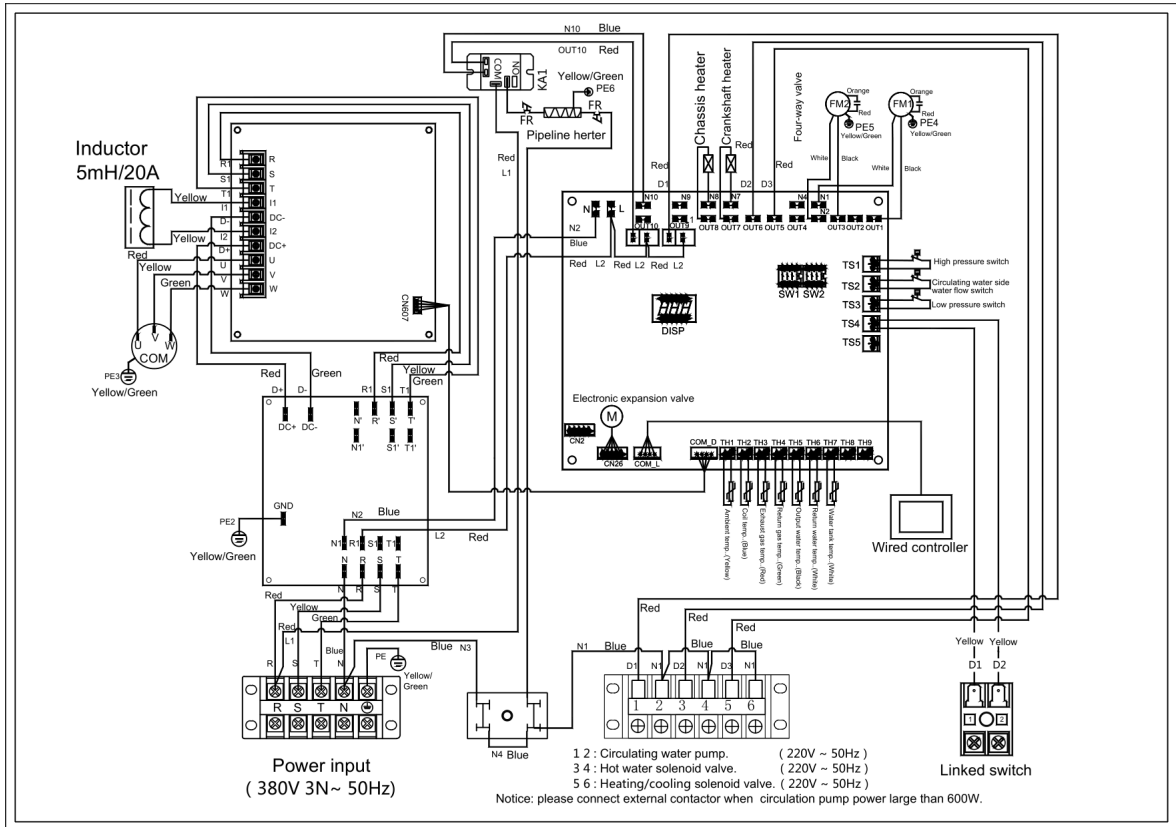 N10 Blue
OUT10 Red
COM
NO
KA1
Yellow/Green
PE6
FR
FR
Pipeline herter
Red
L1
Chassis heater
Crankshaft heater
Four-way valve
Orange
FM2
Red
PE5
Yellow/Green
Orange
FM1
Red
PE4
Yellow/Green
White
Black
White
Black
Red
D1
Red
D2
D3
Red
Inductor
5mH/20A
Yellow
Yellow
R1
S1
T1
I1
D-
I2
D+
U
V
W
R
S
T
I1
DC-
I2
DC+
U
V
W
Red
Yellow
Green
U
V
W
COM
PE3
Yellow/Green
CN607
N
L
N2
Blue
Red L2 Red L2 Red L2
N10
OUT10
N9
L1
OUT9
N8
OUT8
N7
OUT7
OUT6
OUT5
N4
OUT4
N1
N2
OUT3
OUT2
OUT1
TS1
TS2
TS3
TS4
TS5
High pressure switch
Circulating water side
water flow switch
Low pressure switch
SW1 SW2
DISP
Electronic expansion valve
M
CN2
CN26
COM_L
COM_D
TH1
TH2
TH3
TH4
TH5
TH6
TH7
TH8
TH9
Ambient temp..(Yellow)
Coil temp..(Blue)
Exhaust gas temp..(Red)
Return gas temp..(Green)
Output water temp..(Black)
Return water temp..(White)
Water tank temp..(White)
Wired controller
Red
Green
Red
Yellow
Green
D+
D-
R1
S1
T1
DC+
DC-
N'
R'
S'
T'
N1'
S1'
T1'
GND
PE2
Yellow/Green
N2
Blue
L2
Red
N1
R1
S1
T1
N
R
S
T
N
R
S
T
Red
Yellow
Green
Red
L1
Blue
R
S
T
N
PE
Yellow/
Green
R S T N
Power input
( 380V 3N~ 50Hz)
Blue N3
N4 Blue
N1 Blue
Red
Red
Red
Blue
Blue
D1
N1
D2
N1
D3
N1
1 2 3 4 5 6
1 2 : Circulating water pump. ( 220V ~ 50Hz )
3 4 : Hot water solenoid valve. ( 220V ~ 50Hz )
5 6 : Heating/cooling solenoid valve. ( 220V ~ 50Hz )
Notice: please connect external contactor when circulation pump power large than 600W.
Yellow
Yellow
D1
D2
1
2
Linked switch